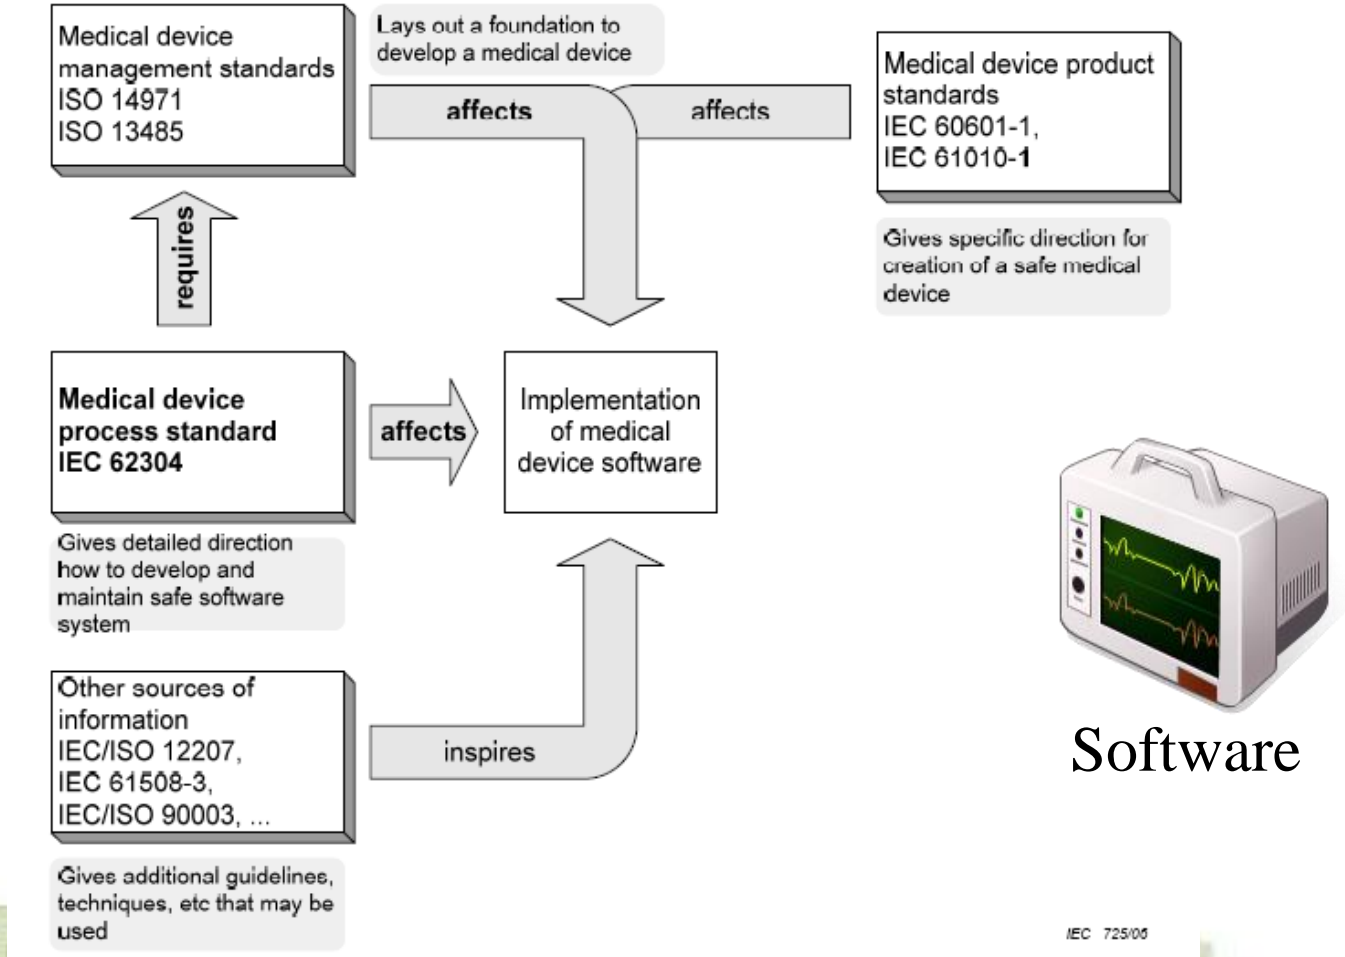 Medical device
management standards
ISO 14971
ISO 13485
Lays out a foundation to
develop a medical device
affects
affects
Medical device product
standards
IEC 60601-1,
IEC 61010-1
Gives specific direction for
creation of a safe medical
device
requires
Medical device
process standard
IEC 62304
affects
Implementation
of medical
device software
Gives detailed direction
how to develop and
maintain safe software
system
Other sources of
information
IEC/ISO 12207,
IEC 61508-3,
IEC/ISO 90003, ...
inspires
Gives additional guidelines,
techniques, etc that may be
used
Software
IEC 725/06